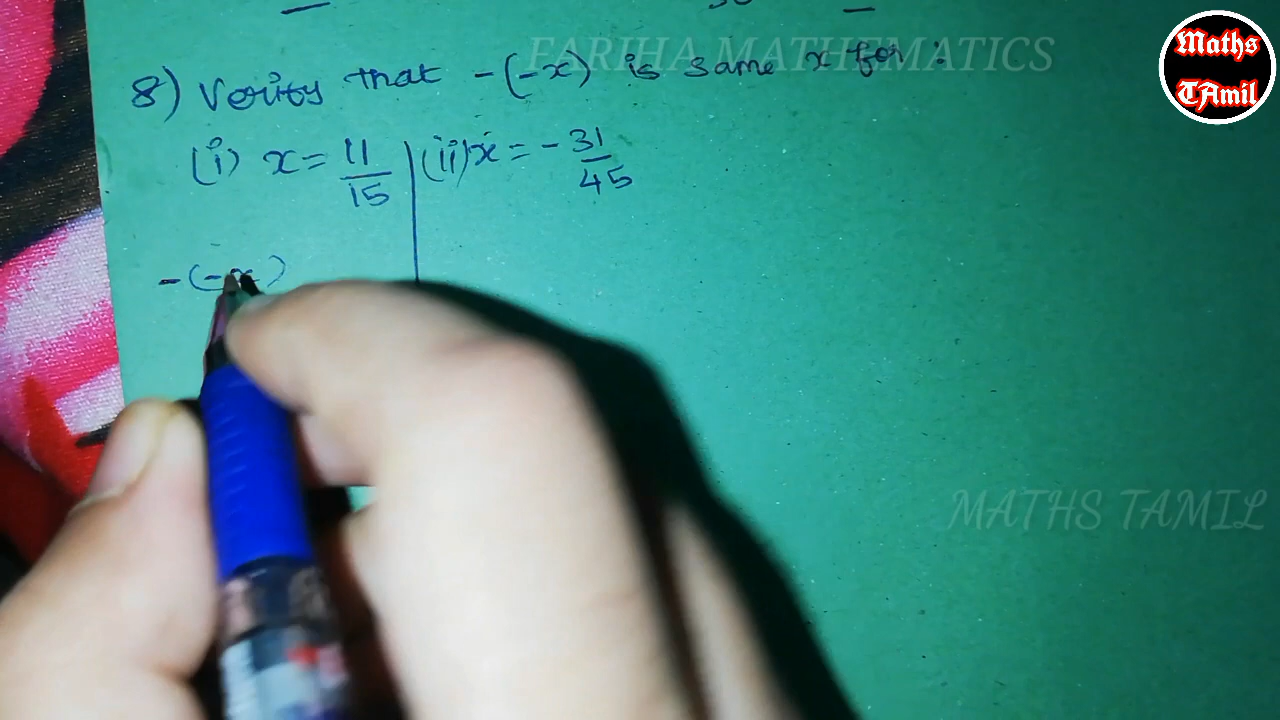 Maths
TAmil
FARIHA MATHEMATICS
8) Verify that -(-x) is same x for :
(i) x = 11/15 (ii) x = - 31/45
-(-x)
MATHS TAMIL